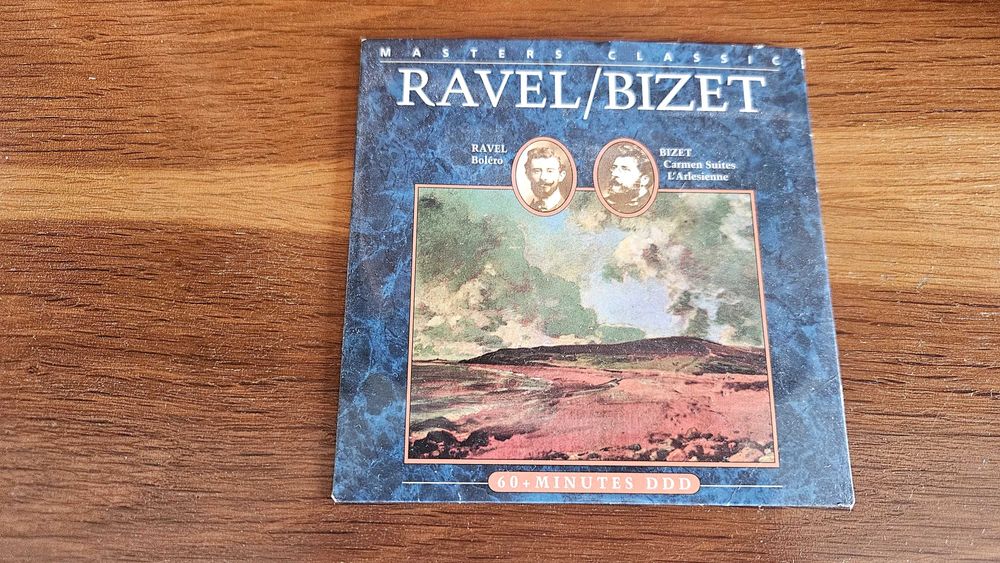 MASTERS CLASSIC
RAVEL/BIZET
RAVEL
Boléro
BIZET
Carmen Suites
L'Arlesienne
60+ MINUTES DDD